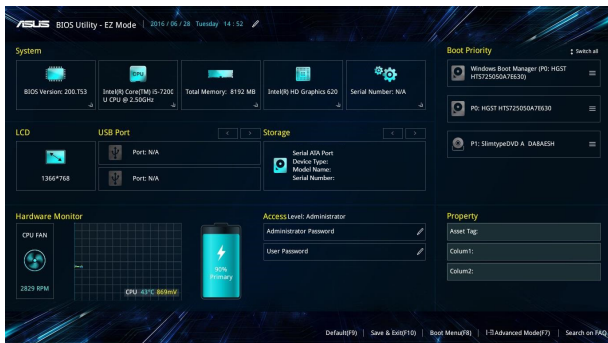 ASUS BIOS Utility - EZ Mode 2016 / 06 / 28 Tuesday 14 : 52
System
BIOS Version: 200.T53
CPU
Intel(R) Core(TM) i5-7200
U CPU @ 2.50GHz
Total Memory: 8192 MB
Intel(R) HD Graphics 620
Serial Number: N/A
Boot Priority
Switch all
Windows Boot Manager (P0: HGST
HTS725050A7E630)
P0: HGST HTS725050A7E630
P1: SlimtypeDVD A DA8AESH
LCD
1366*768
USB Port
Port: N/A
Port: N/A
Storage
Serial ATA Port
Device Type:
Model Name:
Serial Number:
Hardware Monitor
CPU FAN
2829 RPM
CPU 43°C 869mV
90%
Primary
Access Level: Administrator
Administrator Password
User Password
Property
Asset Tag:
Colum1:
Colum2:
Default(F9) | Save & Exit(F10) | Boot Menu(F8) | Advanced Mode(F7) | Search on FAQ